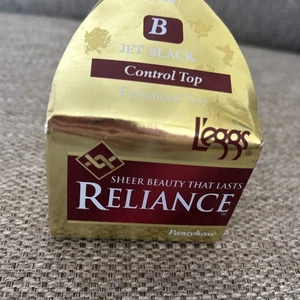 B
JET BLACK
Control Top
L'eggs
SHEER BEAUTY THAT LASTS
RELIANCE
Pantyhose